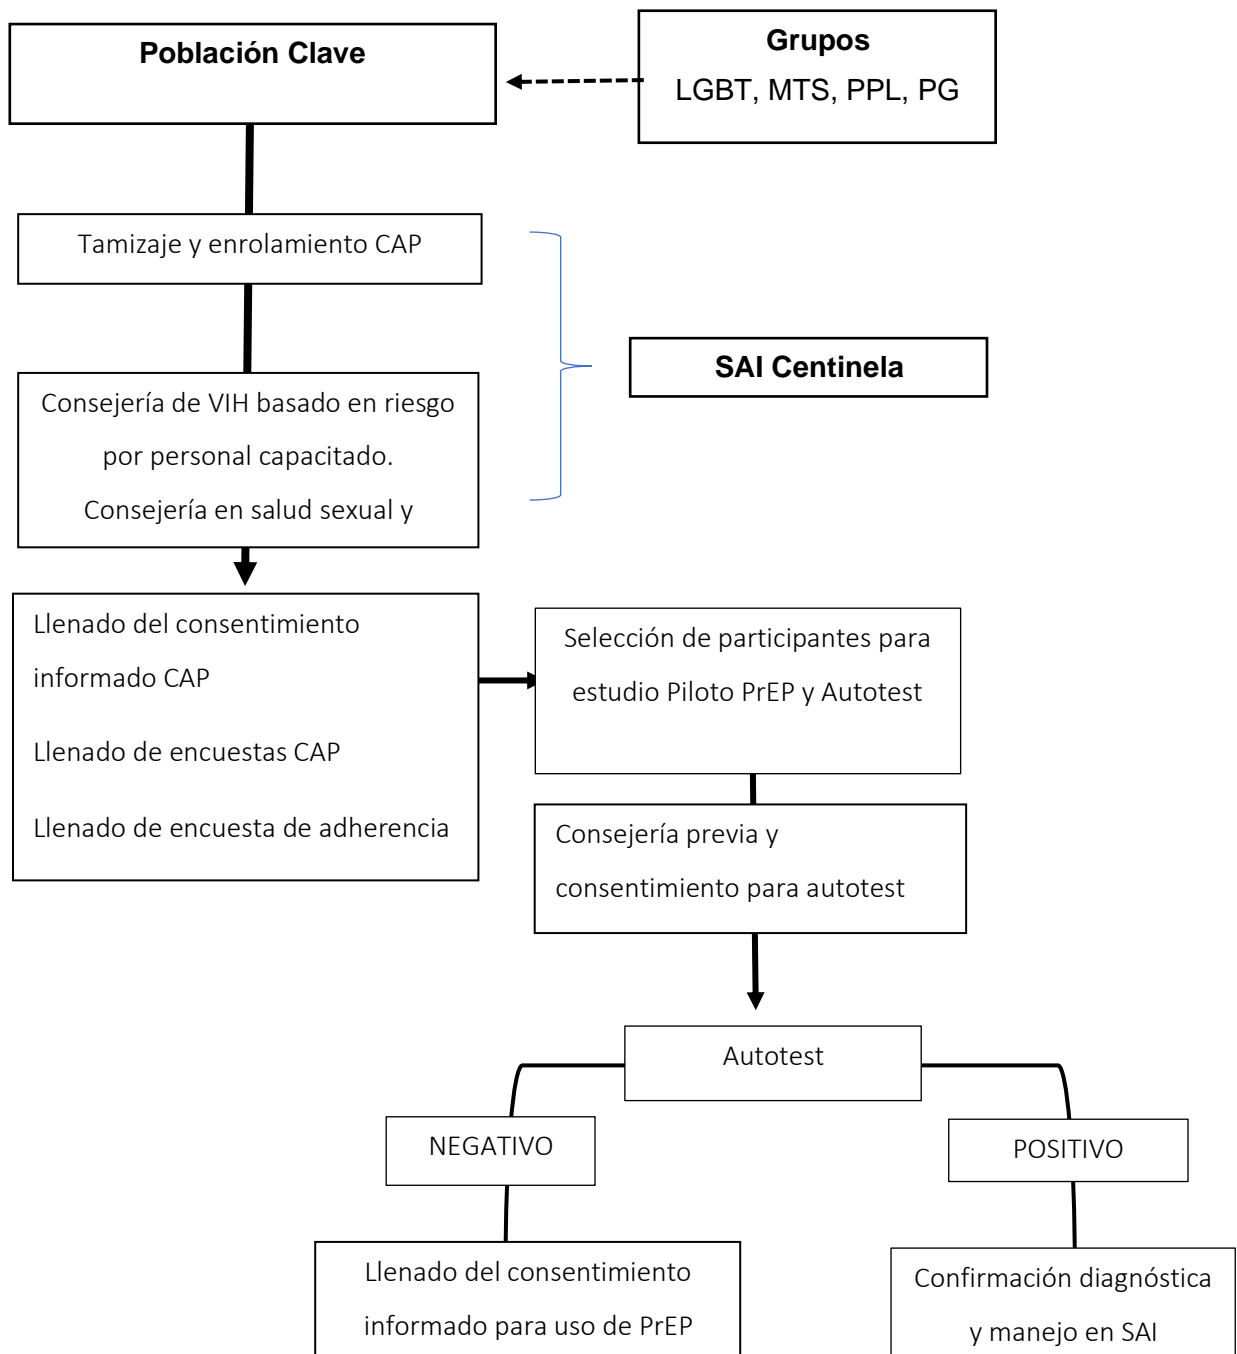 Población Clave
Grupos
LGBT, MTS, PPL, PG
Tamizaje y enrolamiento CAP
SAI Centinela
Consejería de VIH basado en riesgo
por personal capacitado.
Consejería en salud sexual y
Llenado del consentimiento
informado CAP
Llenado de encuestas CAP
Llenado de encuesta de adherencia
Selección de participantes para
estudio Piloto PrEP y Autotest
Consejería previa y
consentimiento para autotest
Autotest
NEGATIVO
POSITIVO
Llenado del consentimiento
informado para uso de PrEP
Confirmación diagnóstica
y manejo en SAI